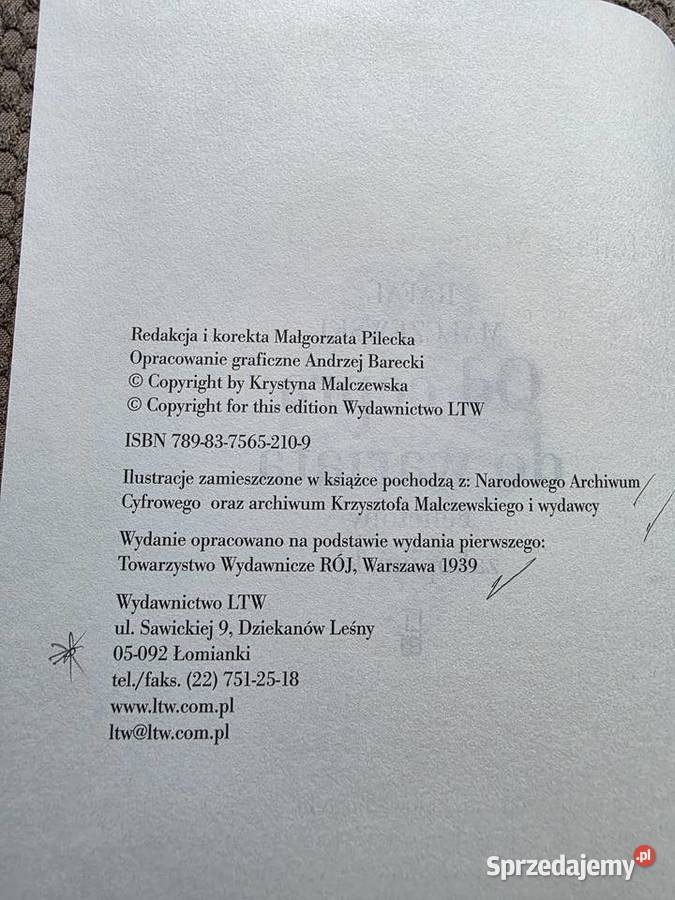 Redakcja i korekta Małgorzata Pilecka
Opracowanie graficzne Andrzej Barecki
© Copyright by Krystyna Malczewska
© Copyright for this edition Wydawnictwo LTW
ISBN 789-83-7565-210-9
Ilustracje zamieszczone w książce pochodzą z: Narodowego Archiwum
Cyfrowego oraz archiwum Krzysztofa Malczewskiego i wydawcy
Wydanie opracowano na podstawie wydania pierwszego:
Towarzystwo Wydawnicze RÓJ, Warszawa 1939
Wydawnictwo LTW
ul. Sawickiej 9, Dziekanów Leśny
05-092 Łomianki
tel./faks. (22) 751-25-18
www.ltw.com.pl
ltw@ltw.com.pl
Sprzedajemy.pl